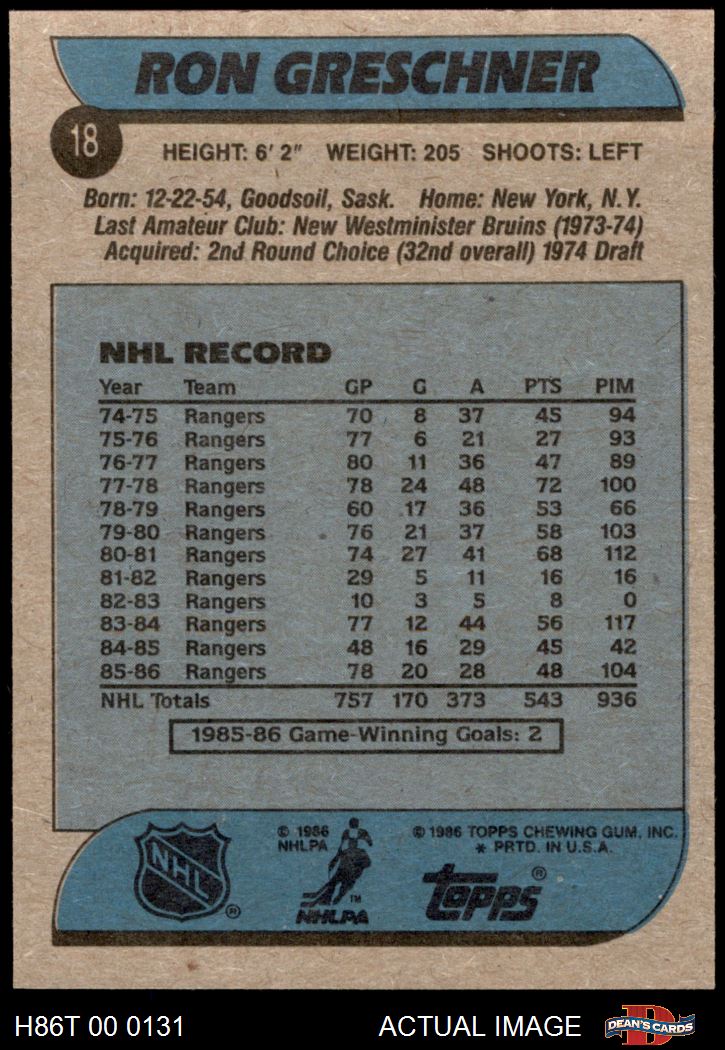 RON GRESCHNER
18
HEIGHT: 6' 2" WEIGHT: 205 SHOOTS: LEFT
Born: 12-22-54, Goodsoil, Sask. Home: New York, N.Y.
Last Amateur Club: New Westminister Bruins (1973-74)
Acquired: 2nd Round Choice (32nd overall) 1974 Draft
NHL RECORD
Year Team GP G A PTS PIM
74-75 Rangers 70 8 37 45 94
75-76 Rangers 77 6 21 27 93
76-77 Rangers 80 11 36 47 89
77-78 Rangers 78 24 48 72 100
78-79 Rangers 60 17 36 53 66
79-80 Rangers 76 21 37 58 103
80-81 Rangers 74 27 41 68 112
81-82 Rangers 29 5 11 16 16
82-83 Rangers 10 3 5 8 0
83-84 Rangers 77 12 44 56 117
84-85 Rangers 48 16 29 45 42
85-86 Rangers 78 20 28 48 104
NHL Totals 757 170 373 543 936
1985-86 Game-Winning Goals: 2
NHL ®
© 1986
NHLPA
TM
NHLPA
© 1986 TOPPS CHEWING GUM, INC.
* PRTD. IN U.S.A.
topps ®
H86T 00 0131 ACTUAL IMAGE
D
DEAN'S CARDS